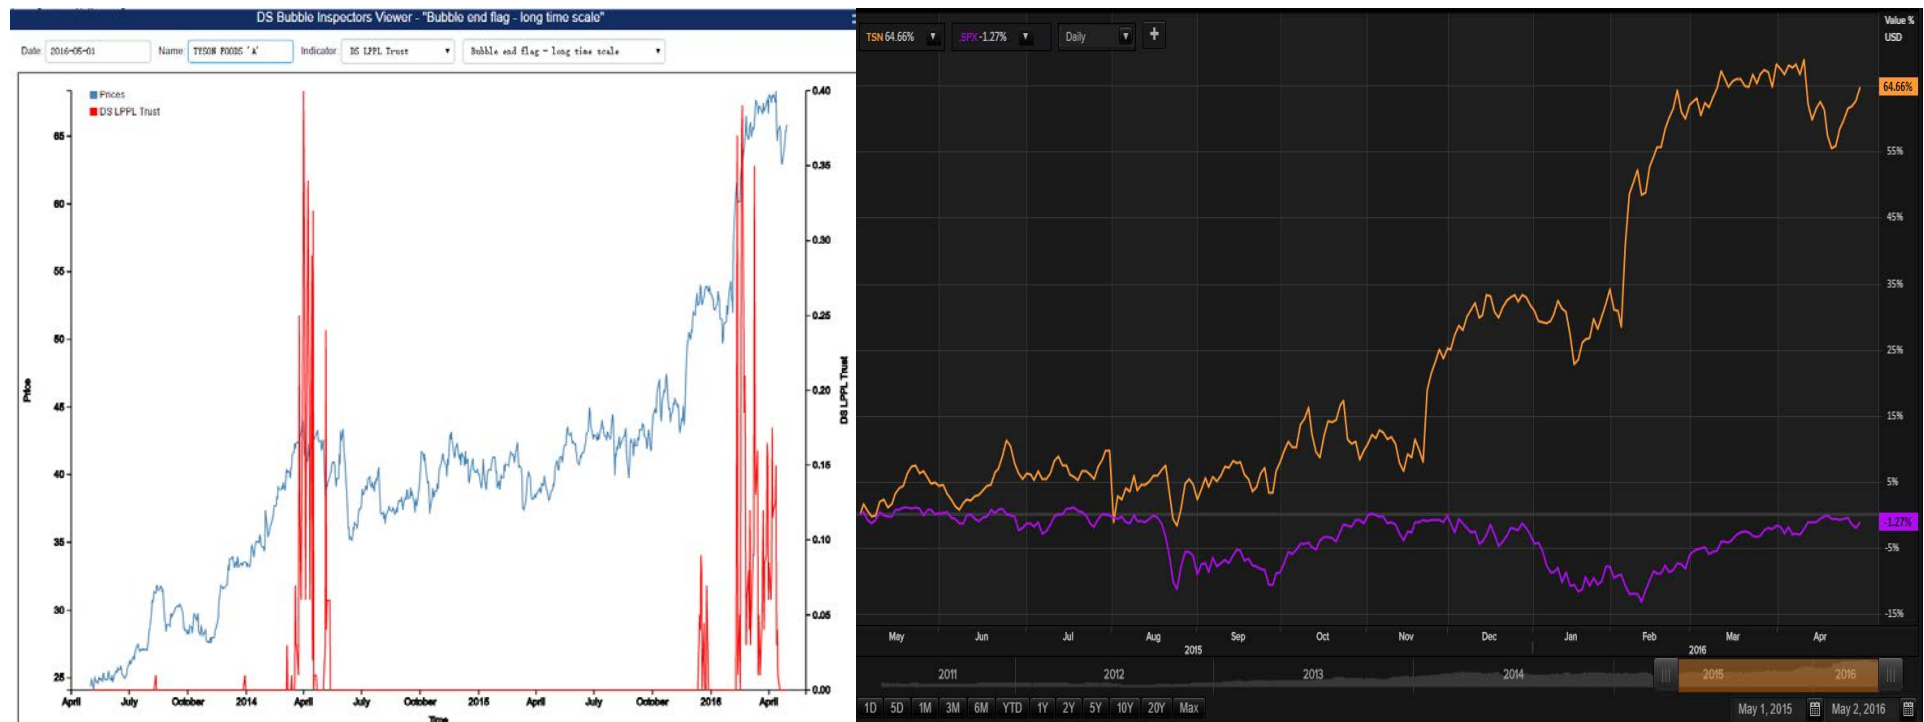 DS Bubble Inspectors Viewer - "Bubble end flag - long time scale"
Date: 2016-05-01 Name: TYSON FOODS 'A' Indicator: DS LPPL Trust Bubble end flag - long time scale
Prices
DS LPPL Trust
65
60
55
50
45
40
35
30
25
Price
0.40
0.35
0.30
0.25
0.20
0.15
0.10
0.05
0.00
DS LPPL Trust
April July October 2014 April July October 2015 April July October 2016 April
Time
TSN 64.66% .SPX -1.27% Daily +
Value %
USD
64.66%
55%
45%
35%
25%
15%
5%
-1.27%
-5%
-15%
May Jun Jul Aug Sep Oct Nov Dec Jan Feb Mar Apr
2015 2016
2011 2012 2013 2014 2015 2016
1D 5D 1M 3M 6M YTD 1Y 2Y 5Y 10Y 20Y Max May 1, 2015 May 2, 2016